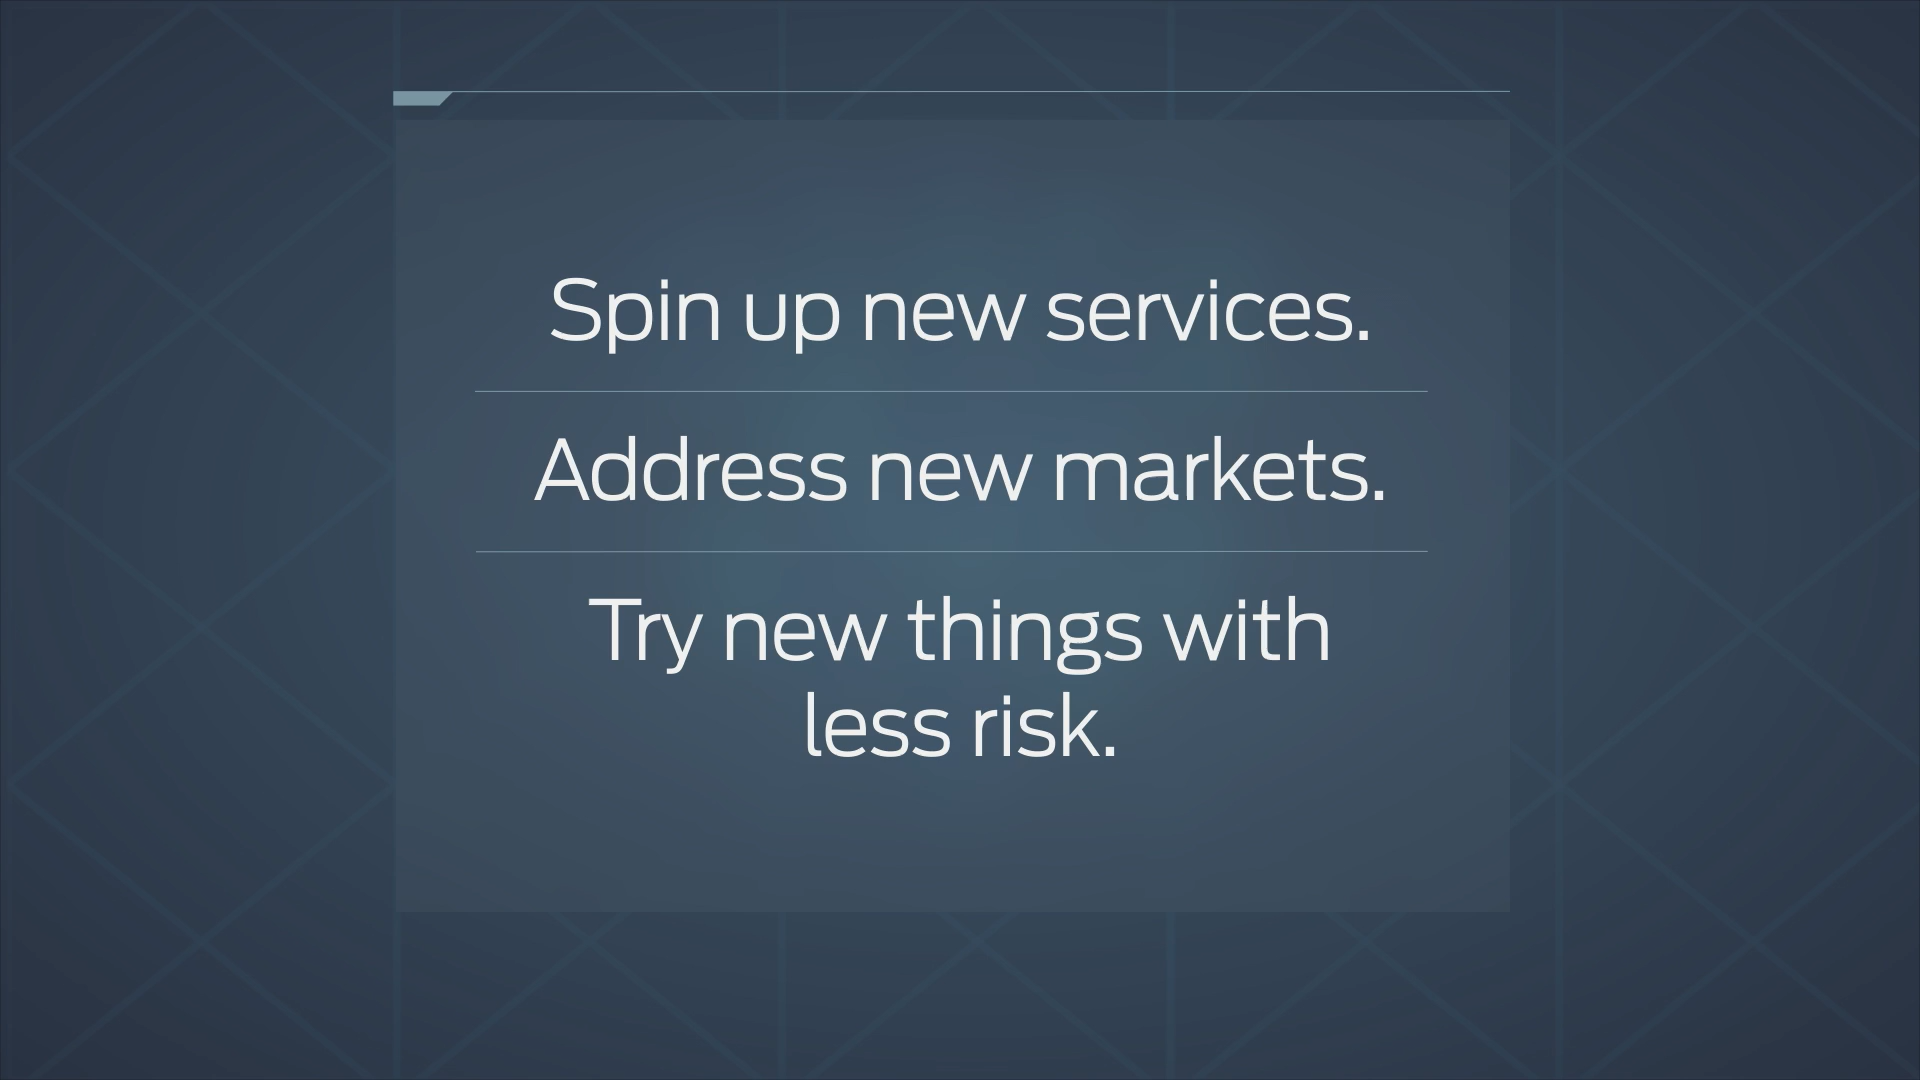 Spin up new services.
Address new markets.
Try new things with
less risk.